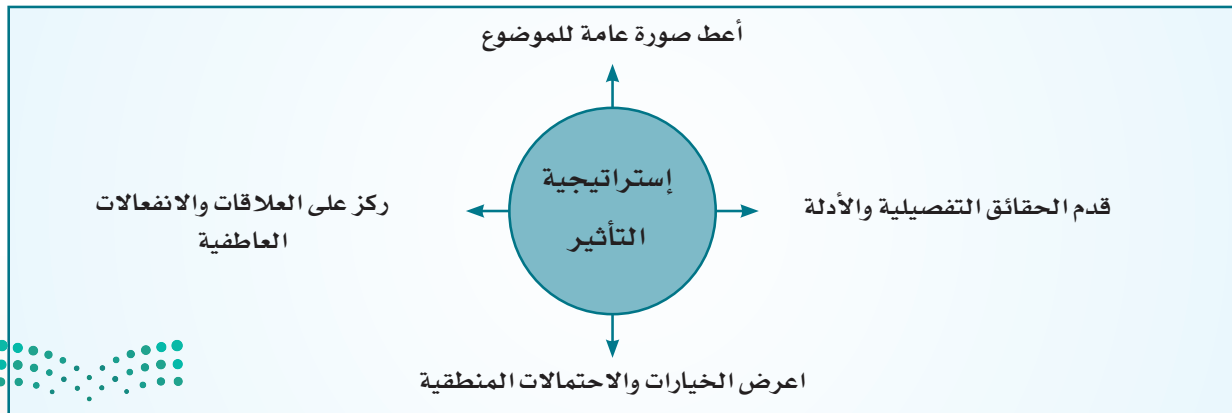 أعط صورة عامة للموضوع
إستراتيجية
التأثير
قدم الحقائق التفصيلية والأدلة
ركز على العلاقات والانفعالات
العاطفية
اعرض الخيارات والاحتمالات المنطقية